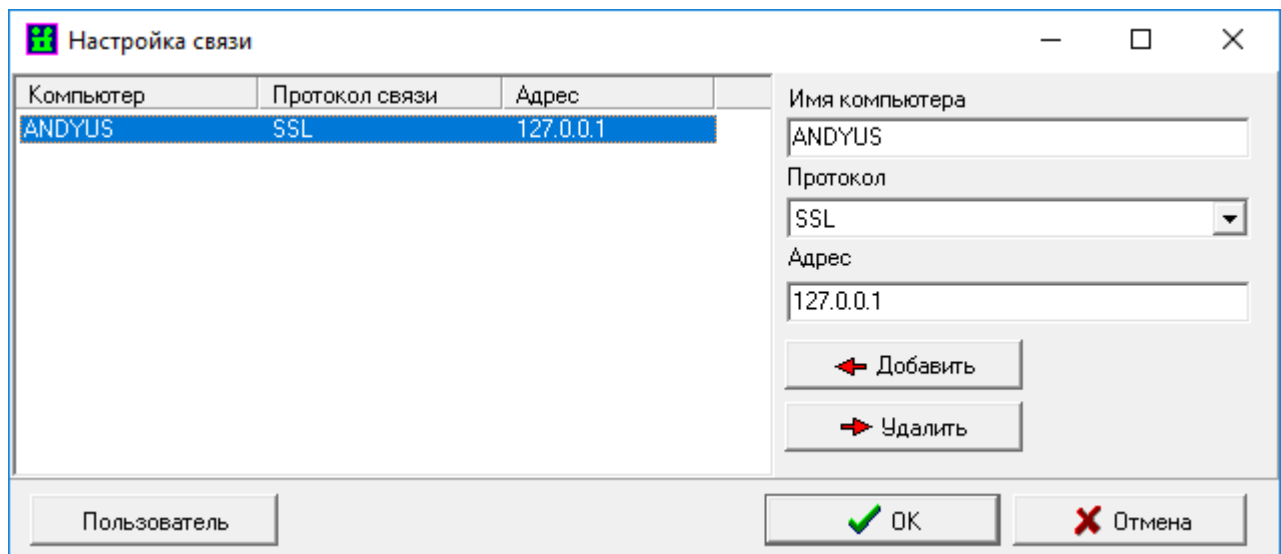 Настройка связи
Компьютер Протокол связи Адрес
ANDYUS SSL 127.0.0.1
Имя компьютера
ANDYUS
Протокол
SSL
Адрес
127.0.0.1
Добавить
Удалить
Пользователь OK Отмена